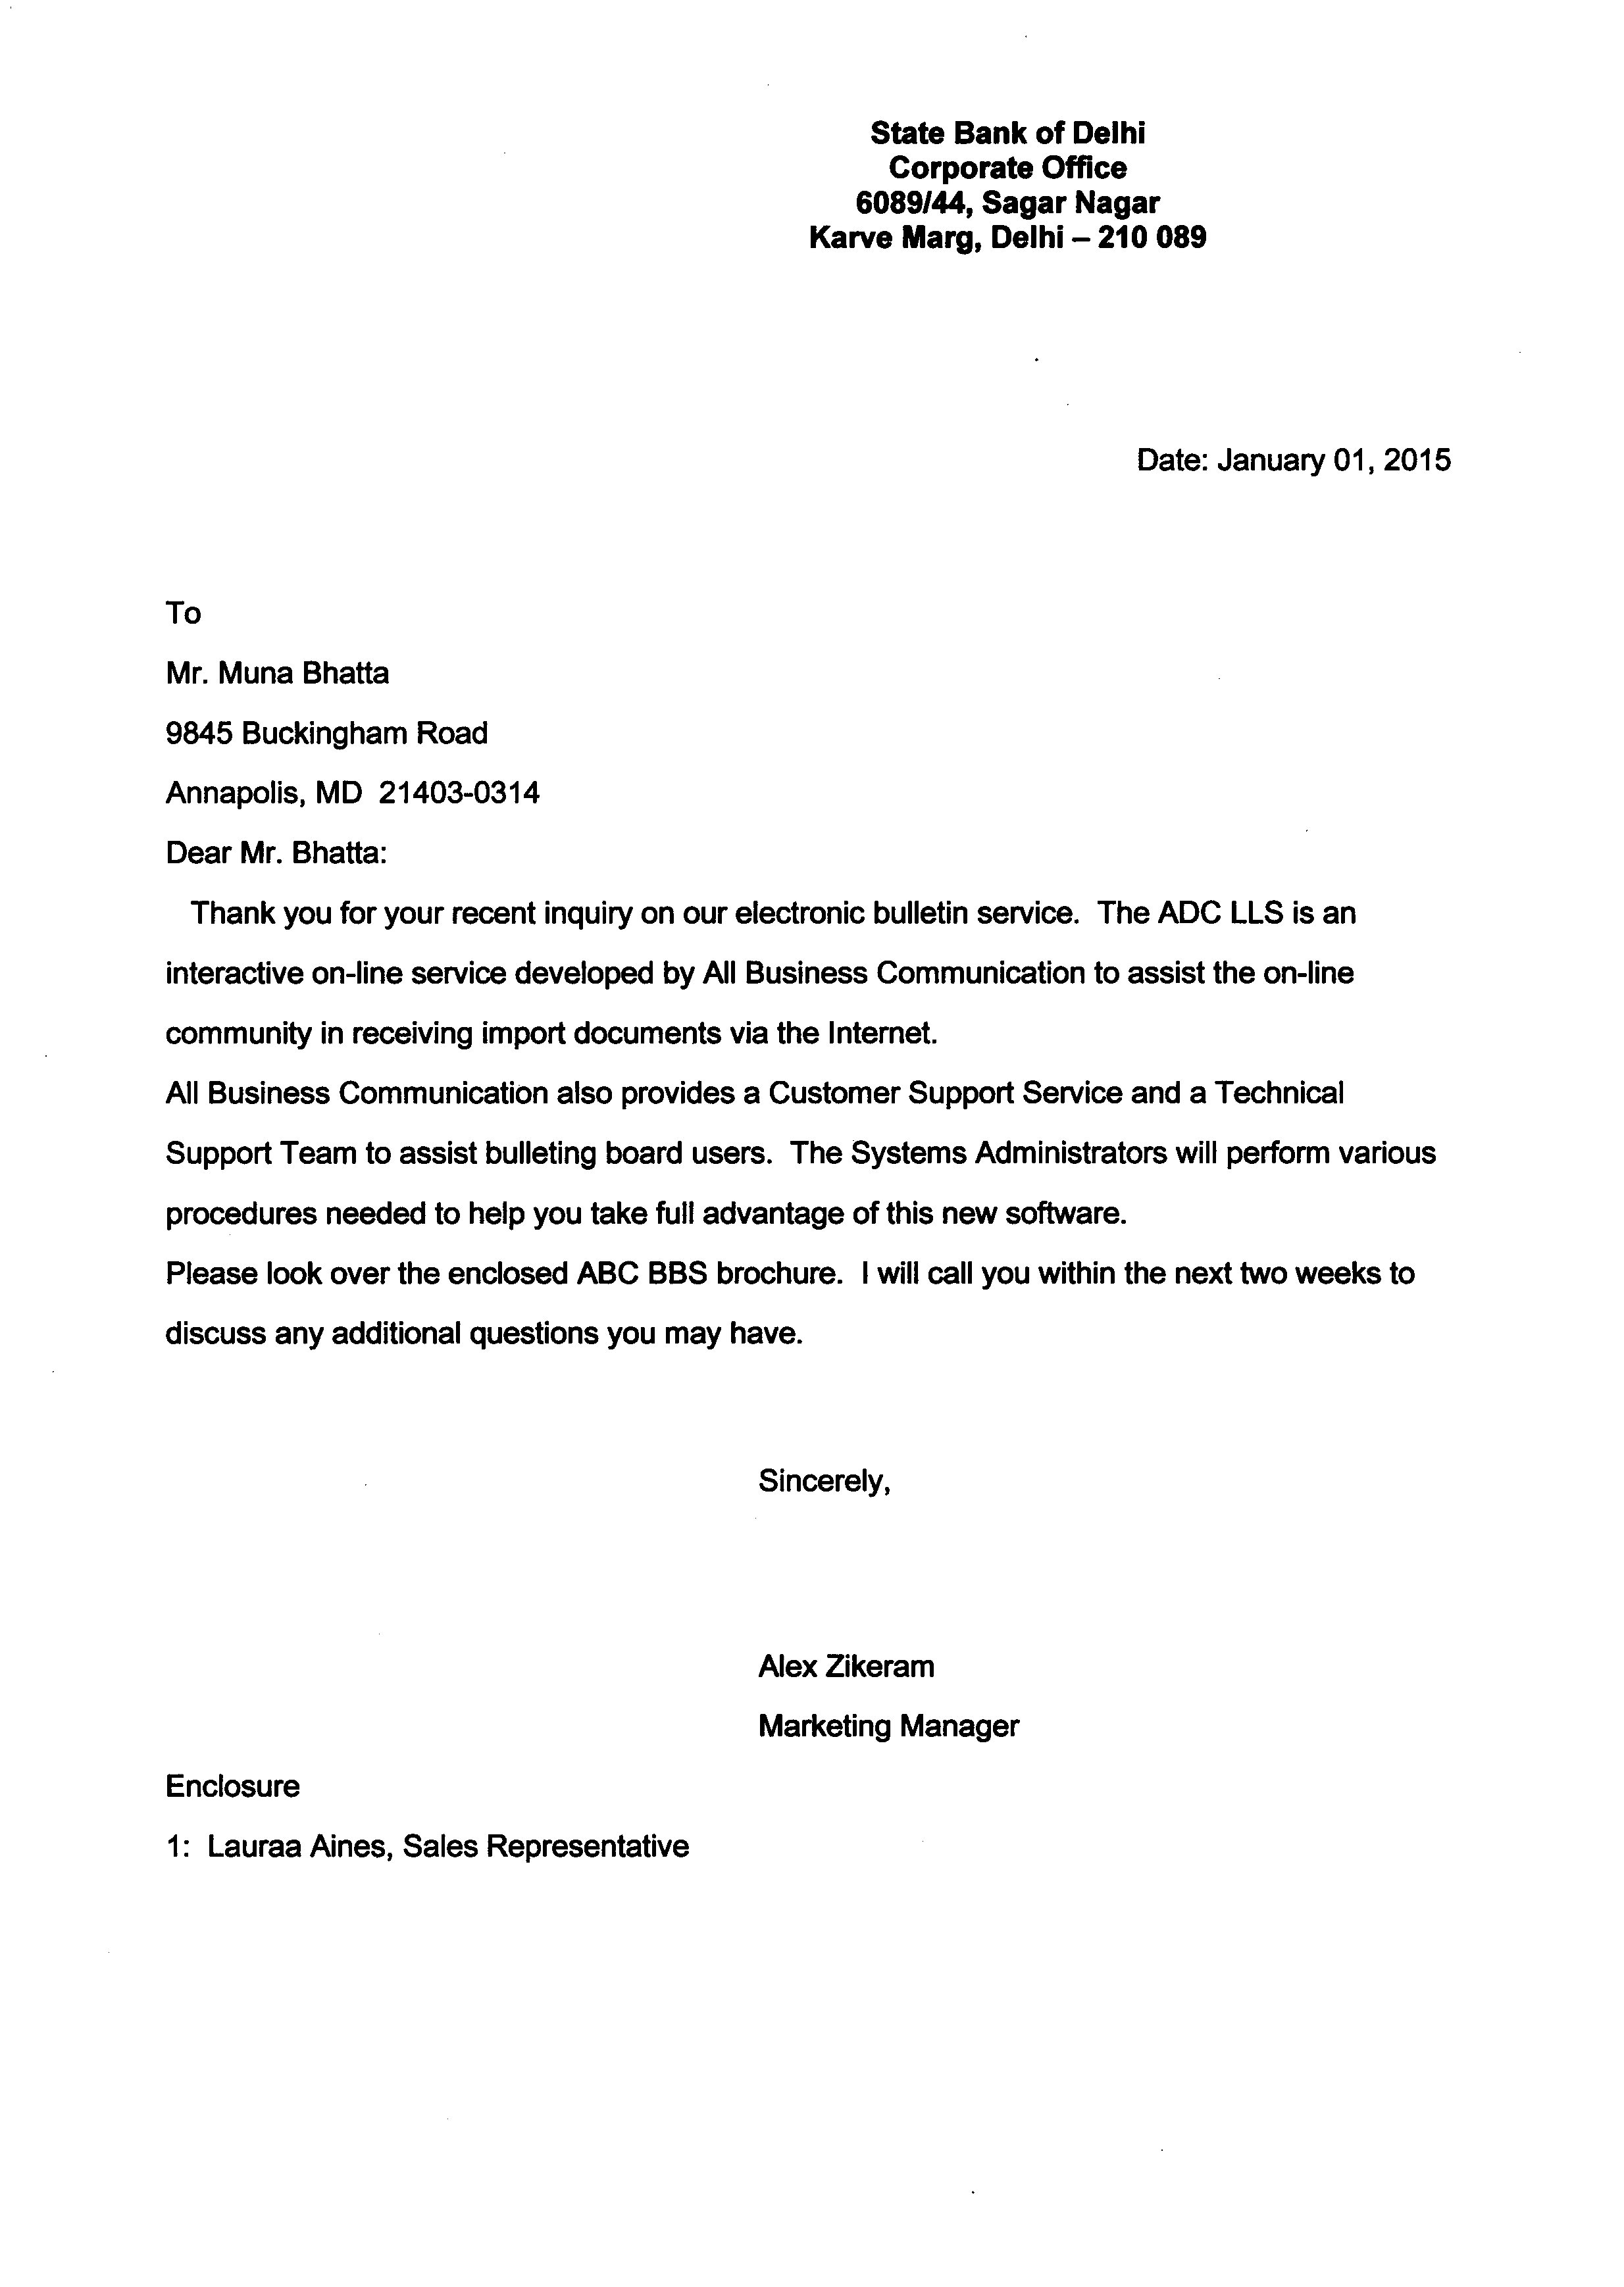 State Bank of Delhi
Corporate Office
6089/44, Sagar Nagar
Karve Marg, Delhi – 210 089
Date: January 01, 2015
To
Mr. Muna Bhatta
9845 Buckingham Road
Annapolis, MD  21403-0314
Dear Mr. Bhatta:
Thank you for your recent inquiry on our electronic bulletin service.  The ADC LLS is an
interactive on-line service developed by All Business Communication to assist the on-line
community in receiving import documents via the Internet.
All Business Communication also provides a Customer Support Service and a Technical
Support Team to assist bulleting board users.  The Systems Administrators will perform various
procedures needed to help you take full advantage of this new software.
Please look over the enclosed ABC BBS brochure.  I will call you within the next two weeks to
discuss any additional questions you may have.
Sincerely,
Alex Zikeram
Marketing Manager
Enclosure
1:  Lauraa Aines, Sales Representative